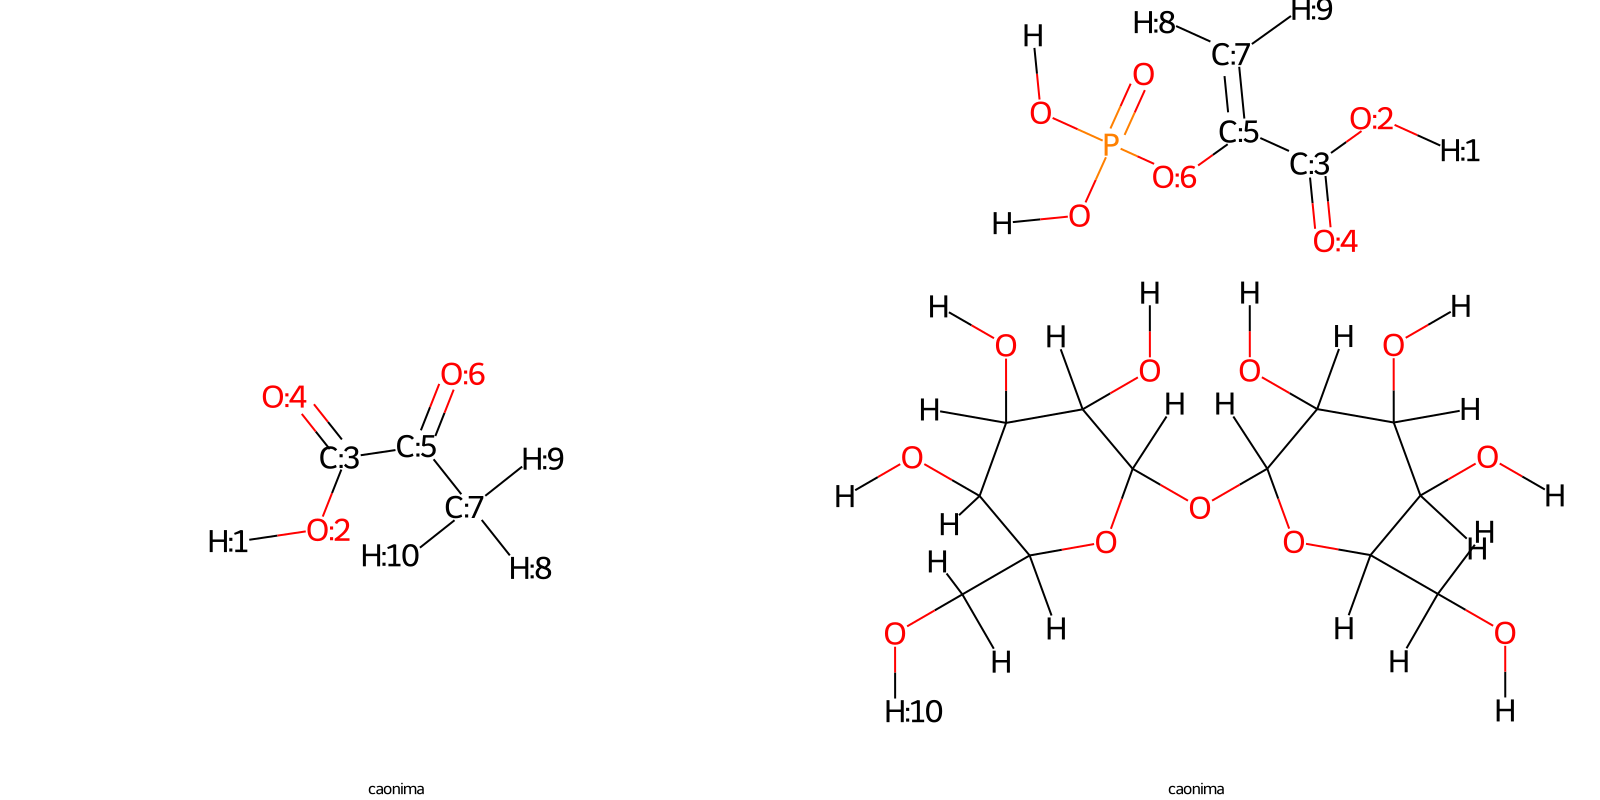 H:8 H:9
H C:7
O
O O:2
P C:5 H:1
C:3
O:6
H O O:4
H H H H
H H
O O
O O
O:6
O:4 H H
H H
C:5
C:3 H:9 O O
H H
C:7 O
H H
O:2 O O
H:1 H:10 H H
H:8 H
O H H O
H H
H:10 H
caonima caonima